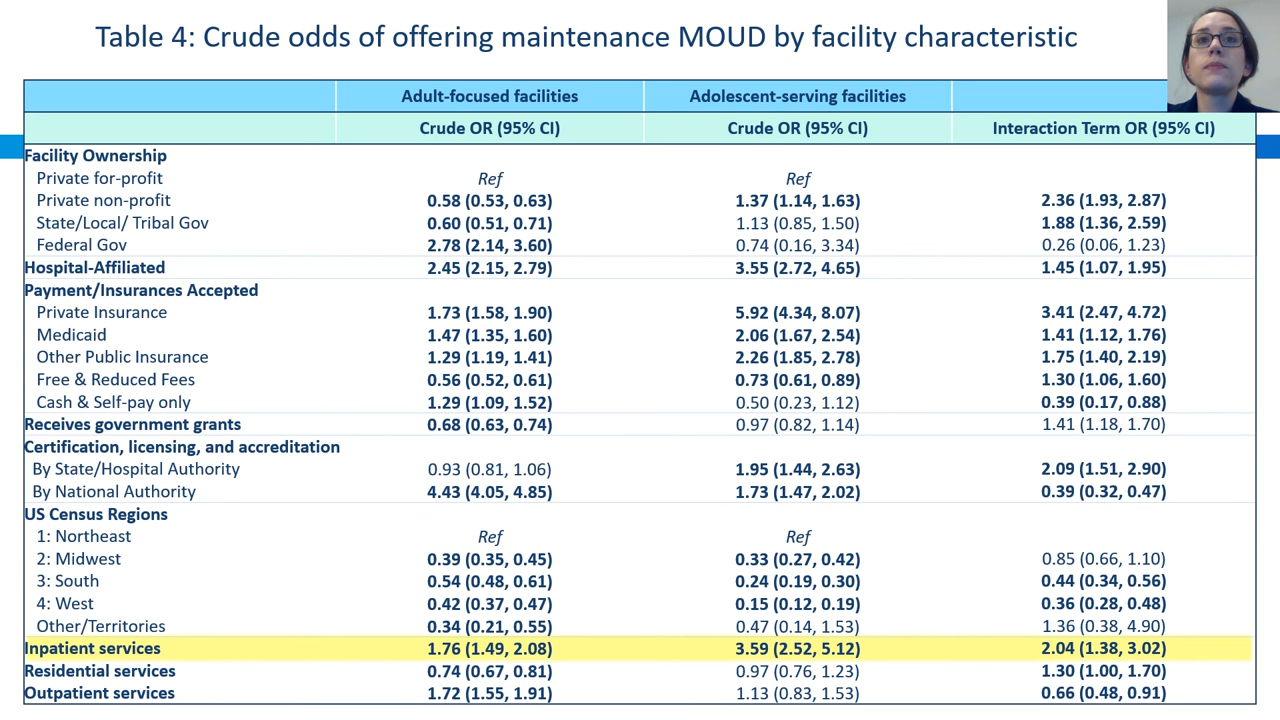 Table 4: Crude odds of offering maintenance MOUD by facility characteristic
Adult-focused facilities Adolescent-serving facilities
Crude OR (95% CI) Crude OR (95% CI) Interaction Term OR (95% CI)
Facility Ownership
Private for-profit Ref Ref
Private non-profit 0.58 (0.53, 0.63) 1.37 (1.14, 1.63) 2.36 (1.93, 2.87)
State/Local/ Tribal Gov 0.60 (0.51, 0.71) 1.13 (0.85, 1.50) 1.88 (1.36, 2.59)
Federal Gov 2.78 (2.14, 3.60) 0.74 (0.16, 3.34) 0.26 (0.06, 1.23)
Hospital-Affiliated 2.45 (2.15, 2.79) 3.55 (2.72, 4.65) 1.45 (1.07, 1.95)
Payment/Insurances Accepted
Private Insurance 1.73 (1.58, 1.90) 5.92 (4.34, 8.07) 3.41 (2.47, 4.72)
Medicaid 1.47 (1.35, 1.60) 2.06 (1.67, 2.54) 1.41 (1.12, 1.76)
Other Public Insurance 1.29 (1.19, 1.41) 2.26 (1.85, 2.78) 1.75 (1.40, 2.19)
Free & Reduced Fees 0.56 (0.52, 0.61) 0.73 (0.61, 0.89) 1.30 (1.06, 1.60)
Cash & Self-pay only 1.29 (1.09, 1.52) 0.50 (0.23, 1.12) 0.39 (0.17, 0.88)
Receives government grants 0.68 (0.63, 0.74) 0.97 (0.82, 1.14) 1.41 (1.18, 1.70)
Certification, licensing, and accreditation
By State/Hospital Authority 0.93 (0.81, 1.06) 1.95 (1.44, 2.63) 2.09 (1.51, 2.90)
By National Authority 4.43 (4.05, 4.85) 1.73 (1.47, 2.02) 0.39 (0.32, 0.47)
US Census Regions
1: Northeast Ref Ref
2: Midwest 0.39 (0.35, 0.45) 0.33 (0.27, 0.42) 0.85 (0.66, 1.10)
3: South 0.54 (0.48, 0.61) 0.24 (0.19, 0.30) 0.44 (0.34, 0.56)
4: West 0.42 (0.37, 0.47) 0.15 (0.12, 0.19) 0.36 (0.28, 0.48)
Other/Territories 0.34 (0.21, 0.55) 0.47 (0.14, 1.53) 1.36 (0.38, 4.90)
Inpatient services 1.76 (1.49, 2.08) 3.59 (2.52, 5.12) 2.04 (1.38, 3.02)
Residential services 0.74 (0.67, 0.81) 0.97 (0.76, 1.23) 1.30 (1.00, 1.70)
Outpatient services 1.72 (1.55, 1.91) 1.13 (0.83, 1.53) 0.66 (0.48, 0.91)